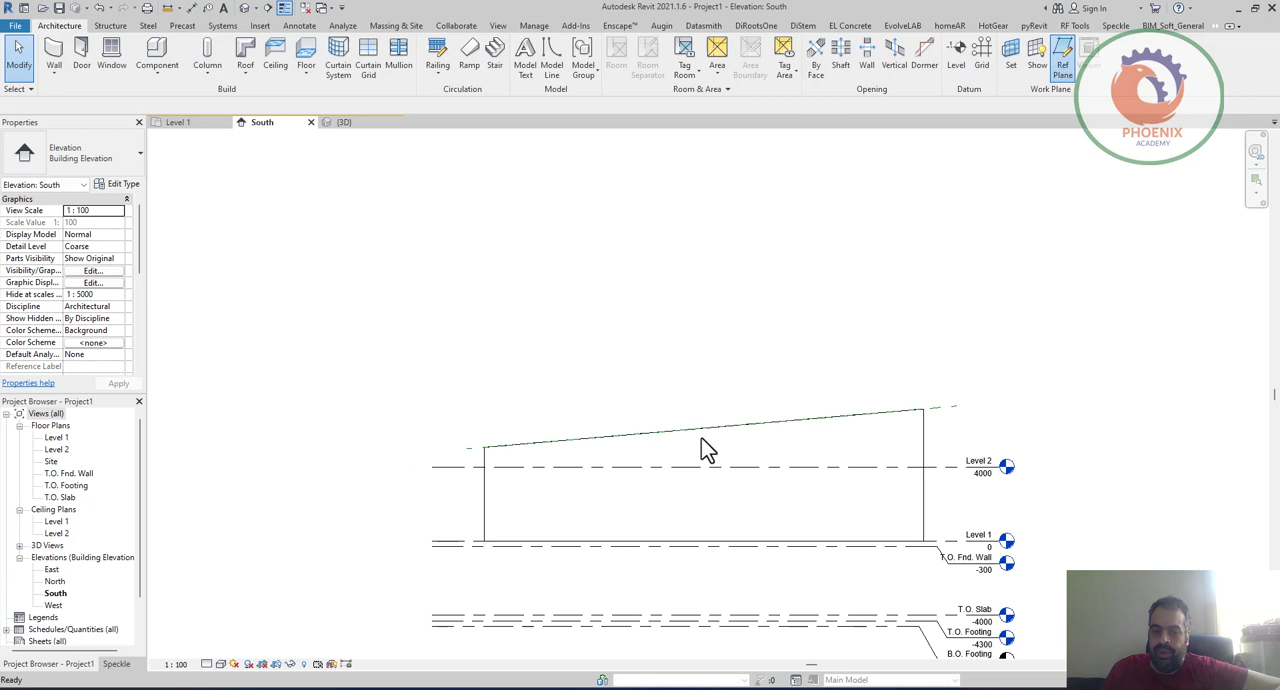 Autodesk Revit 2021.1.6 - Project1 - Elevation: South
Sign In
File Architecture Structure Steel Precast Systems Insert Annotate Analyze Massing & Site Collaborate View Manage Add-Ins Enscape™ Augin Datasmith DiRootsOne DiStem EL Concrete EvolveLAB homeAR HotGear pyRevit RF Tools Speckle BIM_Soft_General
Modify Wall Door Window Component Column Roof Ceiling Floor Curtain System Curtain Grid Mullion Railing Ramp Stair Model Text Model Line Model Group Room Room Separator Tag Room Area Area Boundary Tag Area By Face Shaft Wall Vertical Dormer Level Grid Set Show Ref Plane
Select Build Circulation Model Room & Area Opening Datum Work Plane
PHOENIX
ACADEMY
Properties
Level 1 South (3D)
Elevation
Building Elevation
Elevation: South Edit Type
Graphics
View Scale 1 : 100
Scale Value 1: 100
Display Model Normal
Detail Level Coarse
Parts Visibility Show Original
Visibility/Grap... Edit...
Graphic Displ... Edit...
Hide at scales ... 1 : 5000
Discipline Architectural
Show Hidden ... By Discipline
Color Scheme... Background
Color Scheme <none>
Default Analy... None
Reference Label
Properties help Apply
Project Browser - Project1
Views (all)
Floor Plans
Level 1
Level 2
Site
T.O. Fnd. Wall
T.O. Footing
T.O. Slab
Ceiling Plans
Level 1
Level 2
3D Views
Elevations (Building Elevation
East
North
South
West
Legends
Schedules/Quantities (all)
Sheets (all)
Project Browser - Project1 Speckle
Level 2
4000
Level 1
0
T.O. Fnd. Wall
-300
T.O. Slab
-4000
T.O. Footing
-4300
B.O. Footing
1 : 100
Ready
:0
Main Model